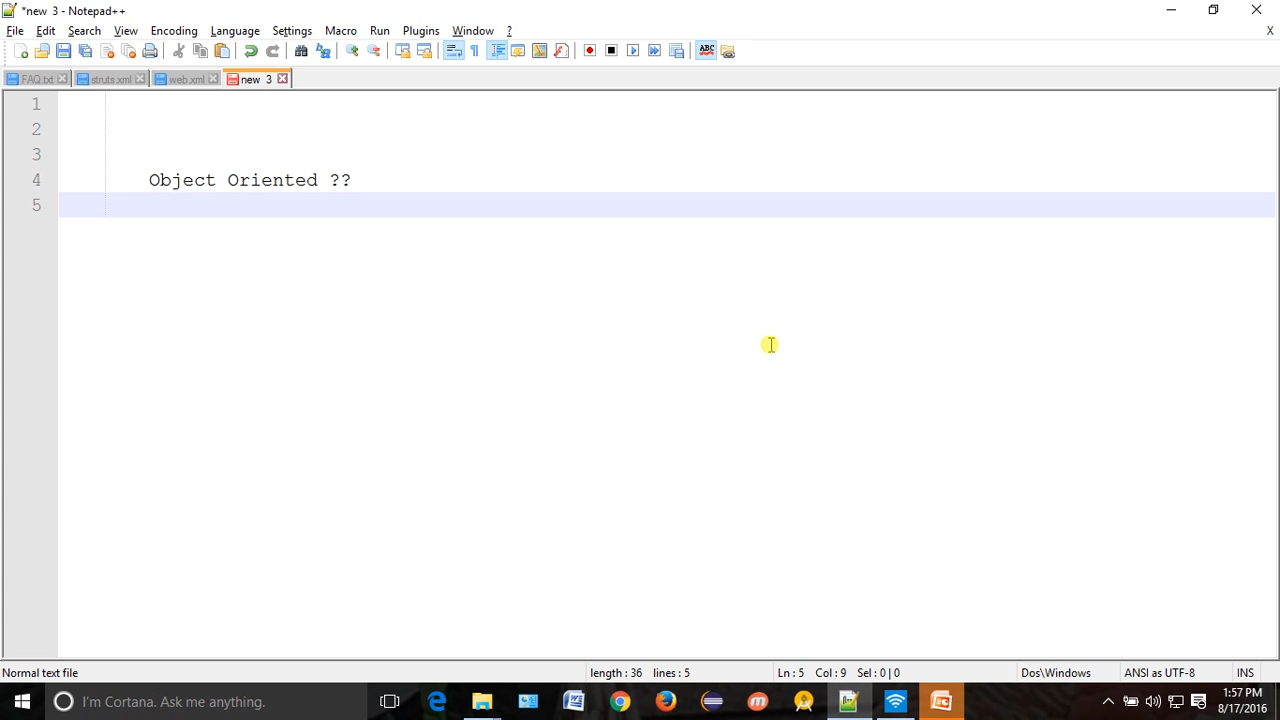 *new 3 - Notepad++
File Edit Search View Encoding Language Settings Macro Run Plugins Window ? X
FAQ.txt struts.xml web.xml new 3
1
2
3
4 Object Oriented ??
5
Normal text file length : 36 lines : 5 Ln : 5 Col : 9 Sel : 0 | 0 Dos\Windows ANSI as UTF-8 INS
I'm Cortana. Ask me anything. 1:57 PM
8/17/2016